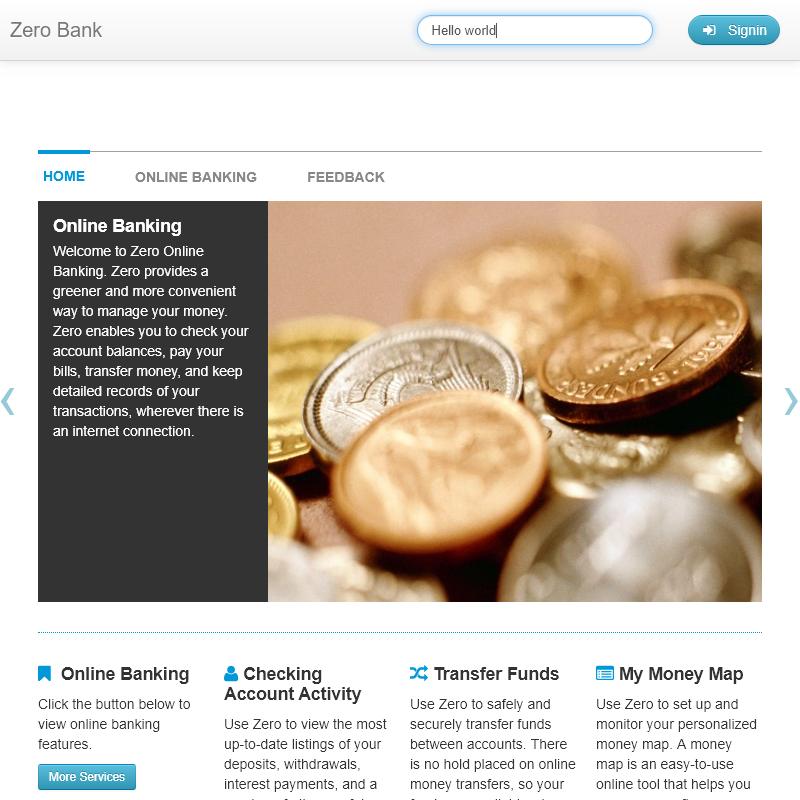 Zero Bank
Hello world
Signin
HOME
ONLINE BANKING
FEEDBACK
Online Banking
Welcome to Zero Online
Banking. Zero provides a
greener and more convenient
way to manage your money.
Zero enables you to check your
account balances, pay your
bills, transfer money, and keep
detailed records of your
transactions, wherever there is
an internet connection.
Online Banking
Click the button below to
view online banking
features.
More Services
Checking
Account Activity
Use Zero to view the most
up-to-date listings of your
deposits, withdrawals,
interest payments, and a
Transfer Funds
Use Zero to safely and
securely transfer funds
between accounts. There
is no hold placed on online
money transfers, so your
My Money Map
Use Zero to set up and
monitor your personalized
money map. A money
map is an easy-to-use
online tool that helps you